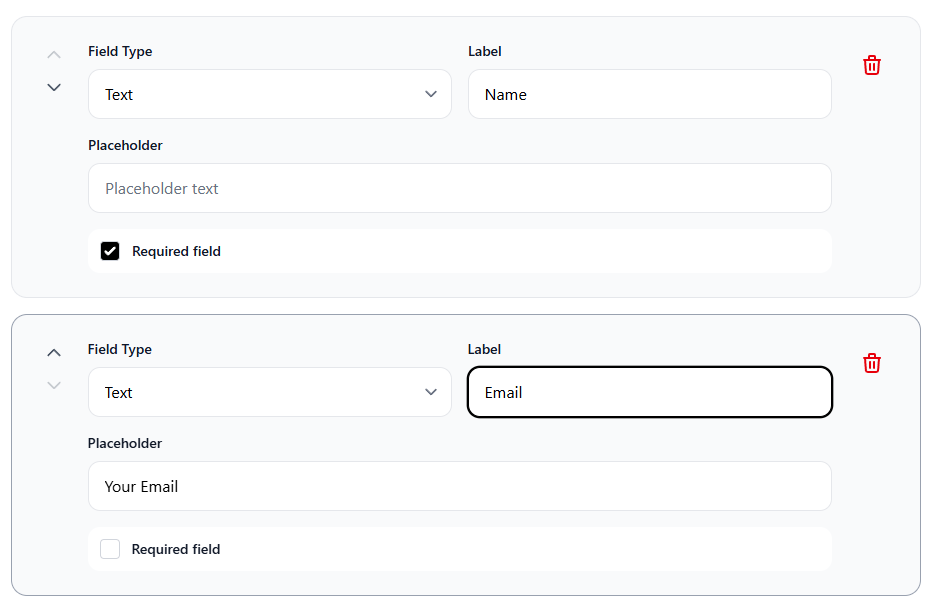 Field Type Label
Text Name
Placeholder
Placeholder text
Required field
Field Type Label
Text Email
Placeholder
Your Email
Required field